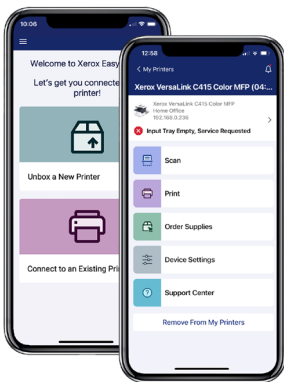 10:06
Welcome to Xerox Easy
Let's get you connecte
printer!
Unbox a New Printer
Connect to an Existing Pri
12:58
My Printers
Xerox VersaLink C415 Color MFP (04:...
Xerox VersaLink C415 Color MFP
Home Office
192.168.0.236
Input Tray Empty, Service Requested
Scan
Print
Order Supplies
Device Settings
Support Center
Remove From My Printers